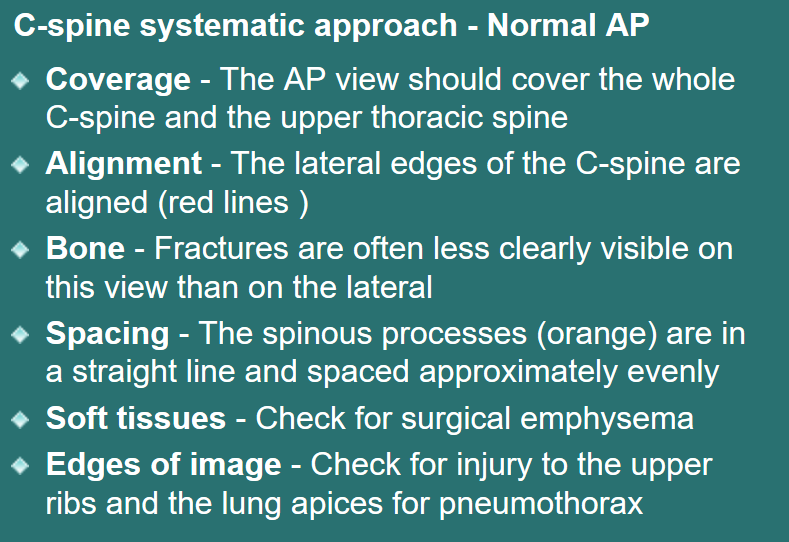 C-spine systematic approach - Normal AP
Coverage - The AP view should cover the whole
C-spine and the upper thoracic spine
Alignment - The lateral edges of the C-spine are
aligned (red lines )
Bone - Fractures are often less clearly visible on
this view than on the lateral
Spacing - The spinous processes (orange) are in
a straight line and spaced approximately evenly
Soft tissues - Check for surgical emphysema
Edges of image - Check for injury to the upper
ribs and the lung apices for pneumothorax